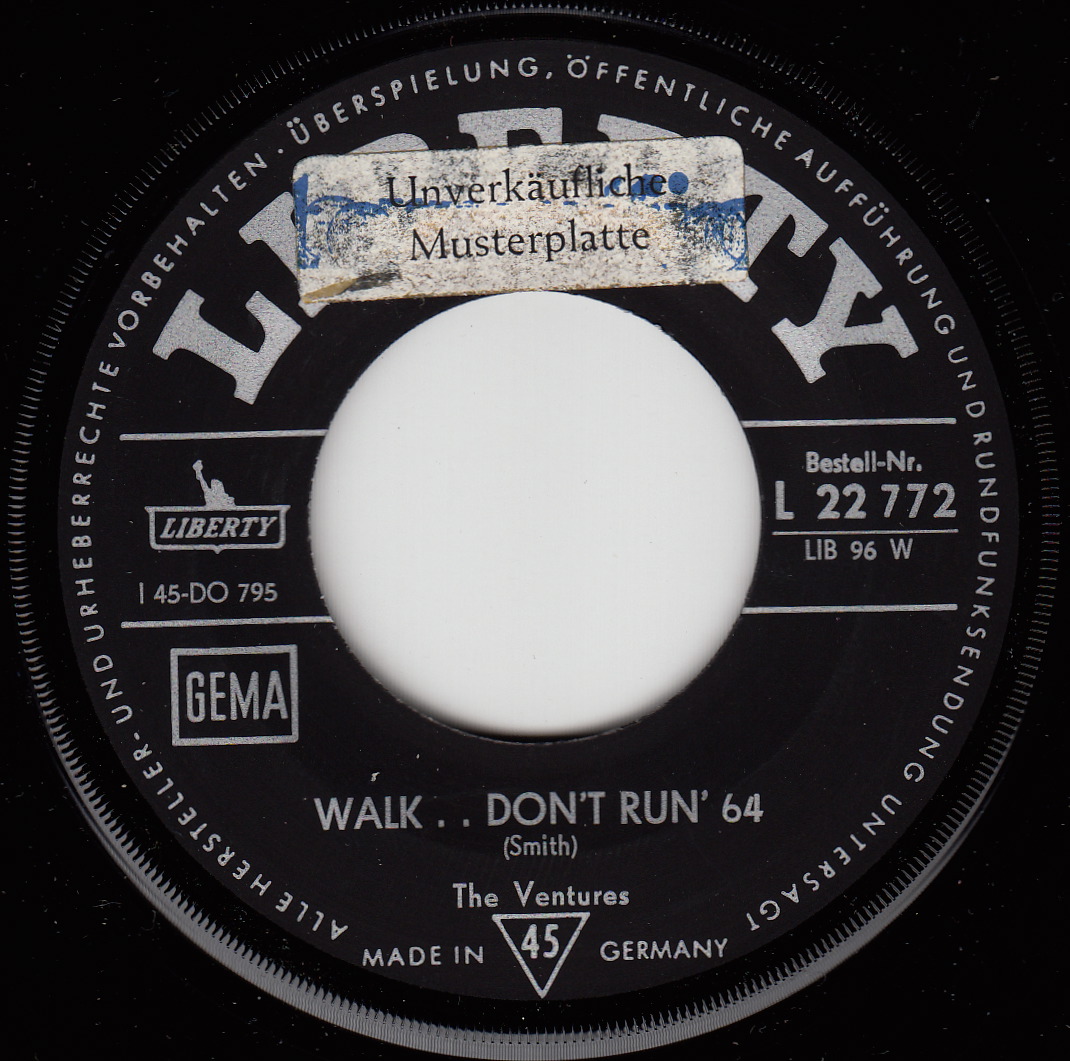 ALLE HERSTELLER- UND URHEBERRECHTE VORBEHALTEN · ÜBERSPIELUNG, ÖFFENTLICHE AUFFÜHRUNG UND RUNDFUNKSENDUNG UNTERSAGT
LIBERTY
Unverkäufliche
Musterplatte
LIBERTY
I 45-DO 795
Bestell-Nr.
L 22 772
LIB 96 W
GEMA
WALK . . DON'T RUN' 64
(Smith)
The Ventures
MADE IN 45 GERMANY